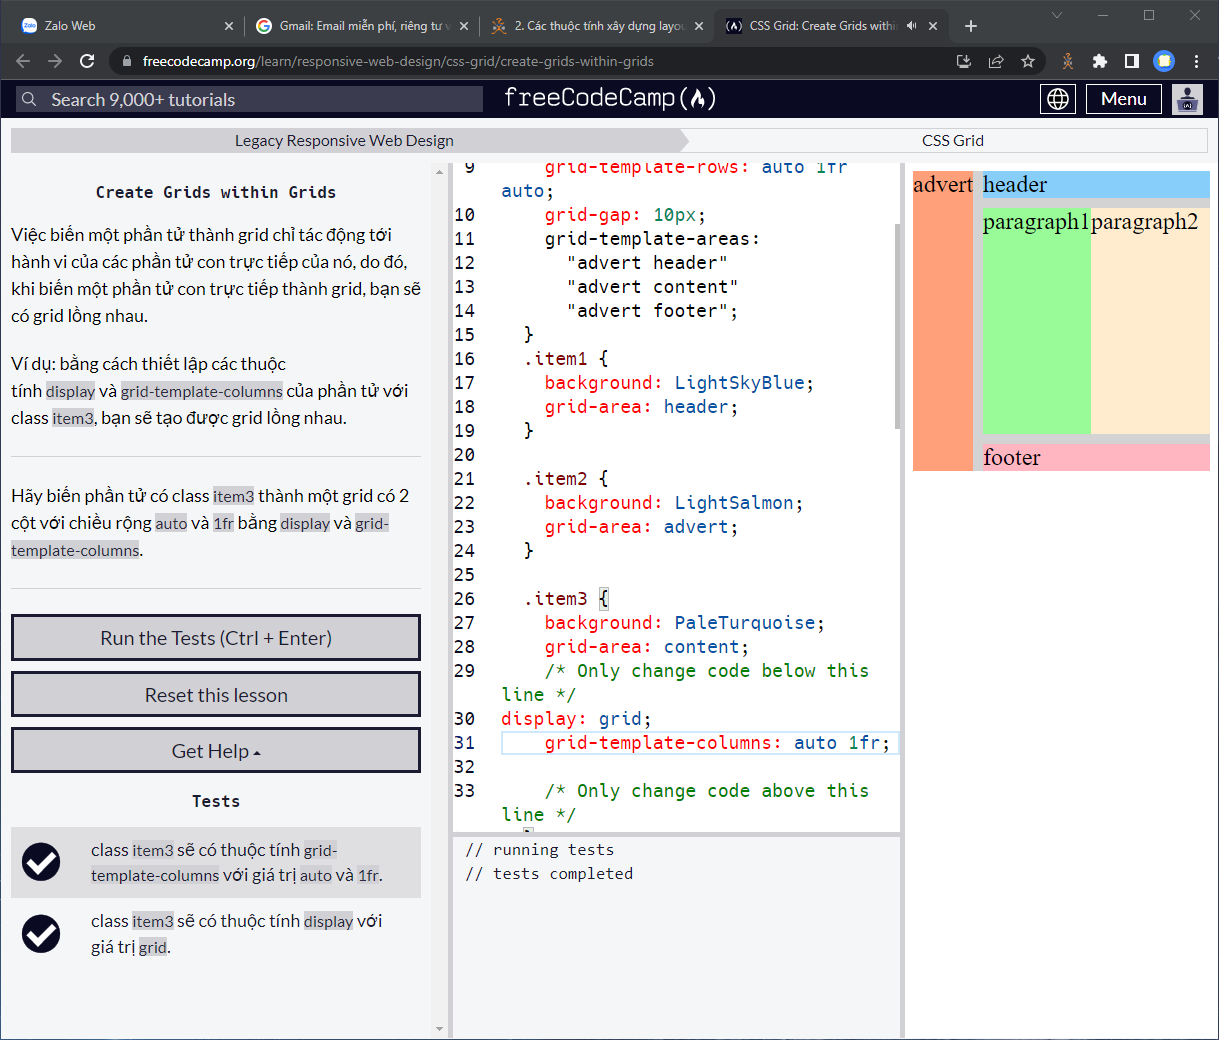 Zalo Web
Gmail: Email miễn phí, riêng tư v
2. Các thuộc tính xây dựng layou
CSS Grid: Create Grids withi
freecodecamp.org/learn/responsive-web-design/css-grid/create-grids-within-grids
Search 9,000+ tutorials
freeCodeCamp
Menu
Legacy Responsive Web Design
CSS Grid
Create Grids within Grids
Việc biến một phần tử thành grid chỉ tác động tới
hành vi của các phần tử con trực tiếp của nó, do đó,
khi biến một phần tử con trực tiếp thành grid, bạn sẽ
có grid lồng nhau.
Ví dụ: bằng cách thiết lập các thuộc
tính display và grid-template-columns của phần tử với
class item3, bạn sẽ tạo được grid lồng nhau.
Hãy biến phần tử có class item3 thành một grid có 2
cột với chiều rộng auto và 1fr bằng display và grid-
template-columns.
Run the Tests (Ctrl + Enter)
Reset this lesson
Get Help
Tests
class item3 sẽ có thuộc tính grid-
template-columns với giá trị auto và 1fr.
class item3 sẽ có thuộc tính display với
giá trị grid.
9 grid-template-rows: auto 1fr
auto;
10 grid-gap: 10px;
11 grid-template-areas:
12 "advert header"
13 "advert content"
14 "advert footer";
15 }
16 .item1 {
17 background: LightSkyBlue;
18 grid-area: header;
19 }
20
21 .item2 {
22 background: LightSalmon;
23 grid-area: advert;
24 }
25
26 .item3 {
27 background: PaleTurquoise;
28 grid-area: content;
29 /* Only change code below this
line */
30 display: grid;
31 grid-template-columns: auto 1fr;
32
33 /* Only change code above this
line */
// running tests
// tests completed
advert
header
paragraph1
paragraph2
footer